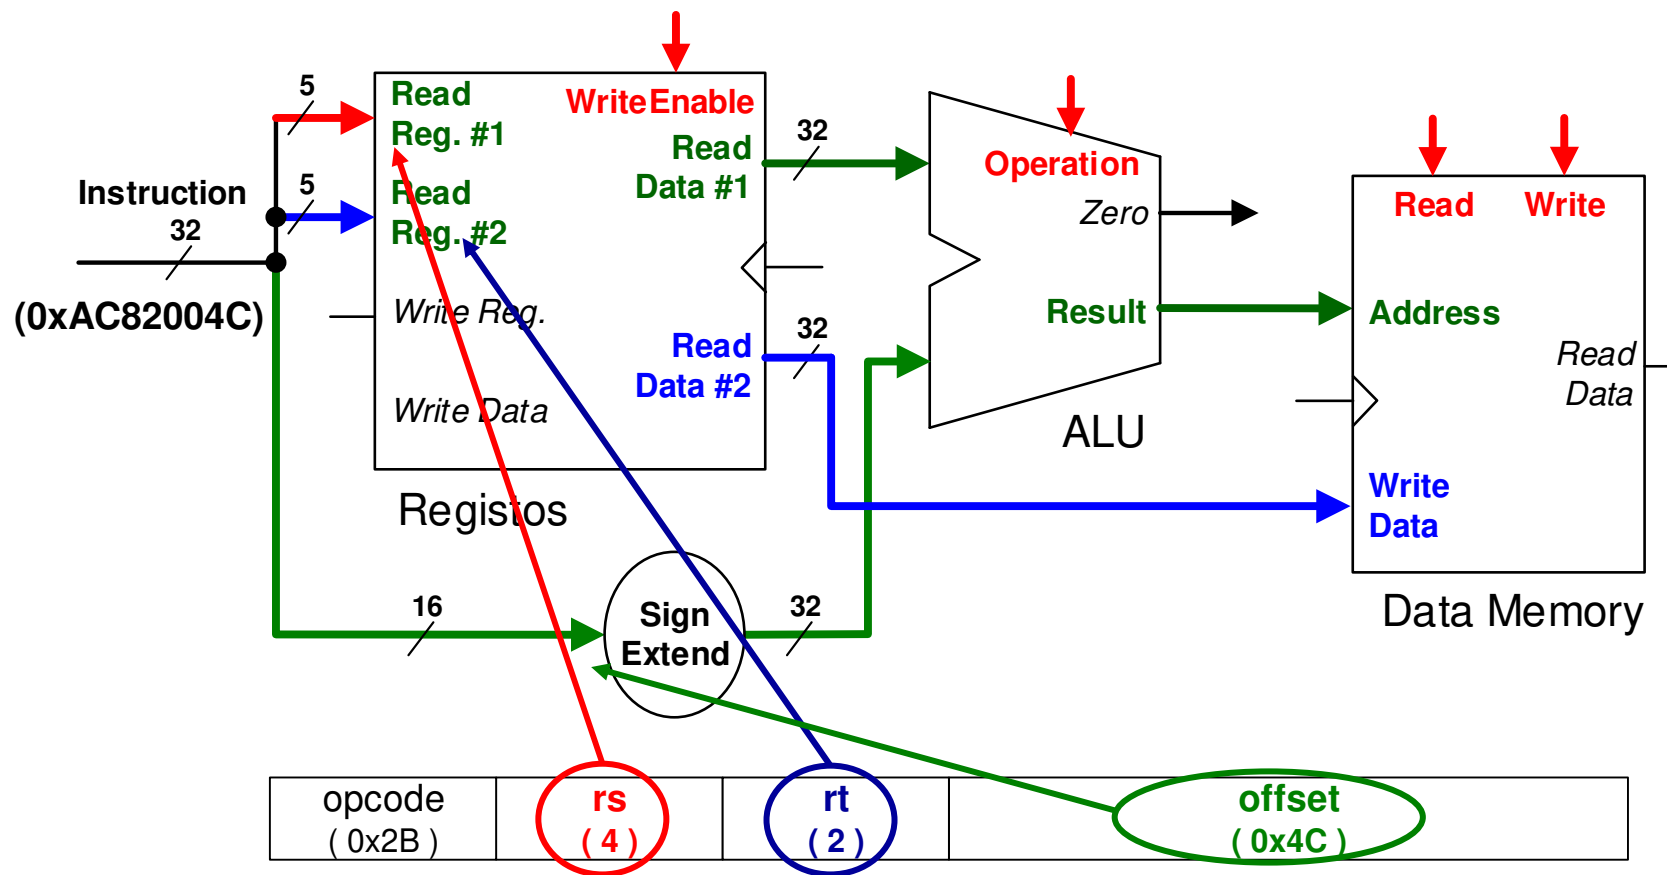 5
Read
Reg. #1
WriteEnable
Read
Data #1
32
5
Read
Reg. #2
Instruction
32
(0xAC82004C)
Write Reg.
Write Data
Read
Data #2
32
Registos
Operation
Zero
Result
ALU
Read
Write
Address
Read
Data
Write
Data
Data Memory
16
Sign
Extend
32
opcode
( 0x2B )
rs
( 4 )
rt
( 2 )
offset
( 0x4C )